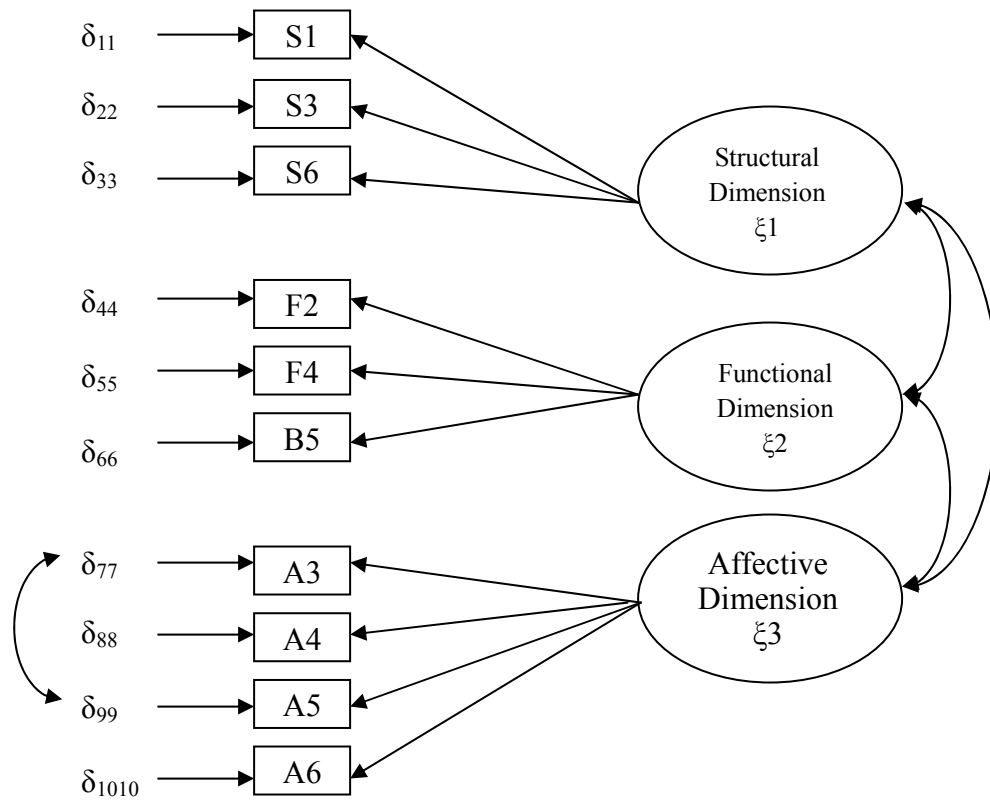 δ11 S1
δ22 S3
δ33 S6
Structural
Dimension
ξ1
δ44 F2
δ55 F4
δ66 B5
Functional
Dimension
ξ2
δ77 A3
δ88 A4
δ99 A5
δ1010 A6
Affective
Dimension
ξ3